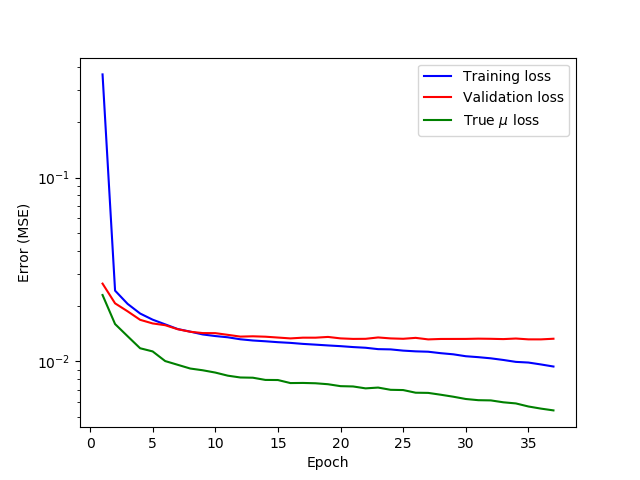 Training loss
Validation loss
True μ loss
10⁻¹
10⁻²
Error (MSE)
0 5 10 15 20 25 30 35
Epoch